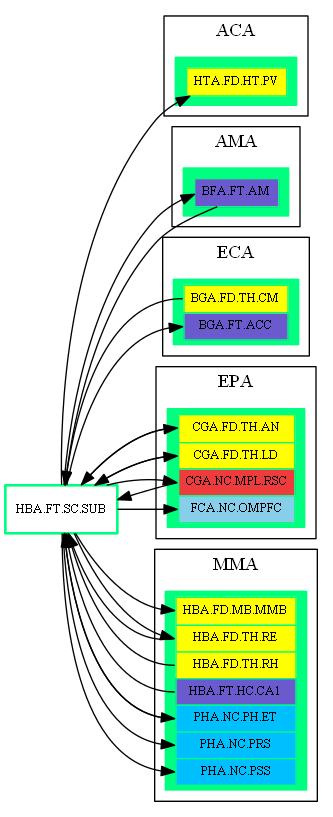 ACA
HTA.FD.HT.PV
AMA
BFA.FT.AM
ECA
BGA.FD.TH.CM
BGA.FT.ACC
EPA
CGA.FD.TH.AN
CGA.FD.TH.LD
CGA.NC.MPL.RSC
FCA.NC.OMPFC
HBA.FT.SC.SUB
MMA
HBA.FD.MB.MMB
HBA.FD.TH.RE
HBA.FD.TH.RH
HBA.FT.HC.CA1
PHA.NC.PH.ET
PHA.NC.PRS
PHA.NC.PSS